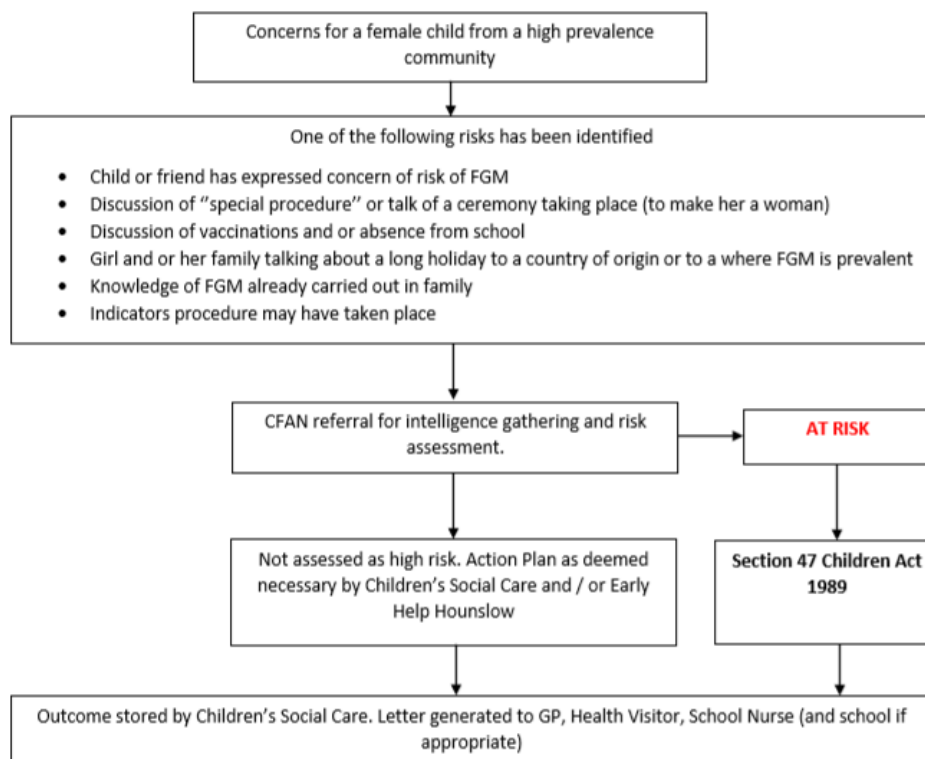 Concerns for a female child from a high prevalence
community
One of the following risks has been identified
• Child or friend has expressed concern of risk of FGM
• Discussion of "special procedure" or talk of a ceremony taking place (to make her a woman)
• Discussion of vaccinations and or absence from school
• Girl and or her family talking about a long holiday to a country of origin or to a where FGM is prevalent
• Knowledge of FGM already carried out in family
• Indicators procedure may have taken place
CFAN referral for intelligence gathering and risk
assessment.
AT RISK
Not assessed as high risk. Action Plan as deemed
necessary by Children's Social Care and / or Early
Help Hounslow
Section 47 Children Act
1989
Outcome stored by Children's Social Care. Letter generated to GP, Health Visitor, School Nurse (and school if
appropriate)